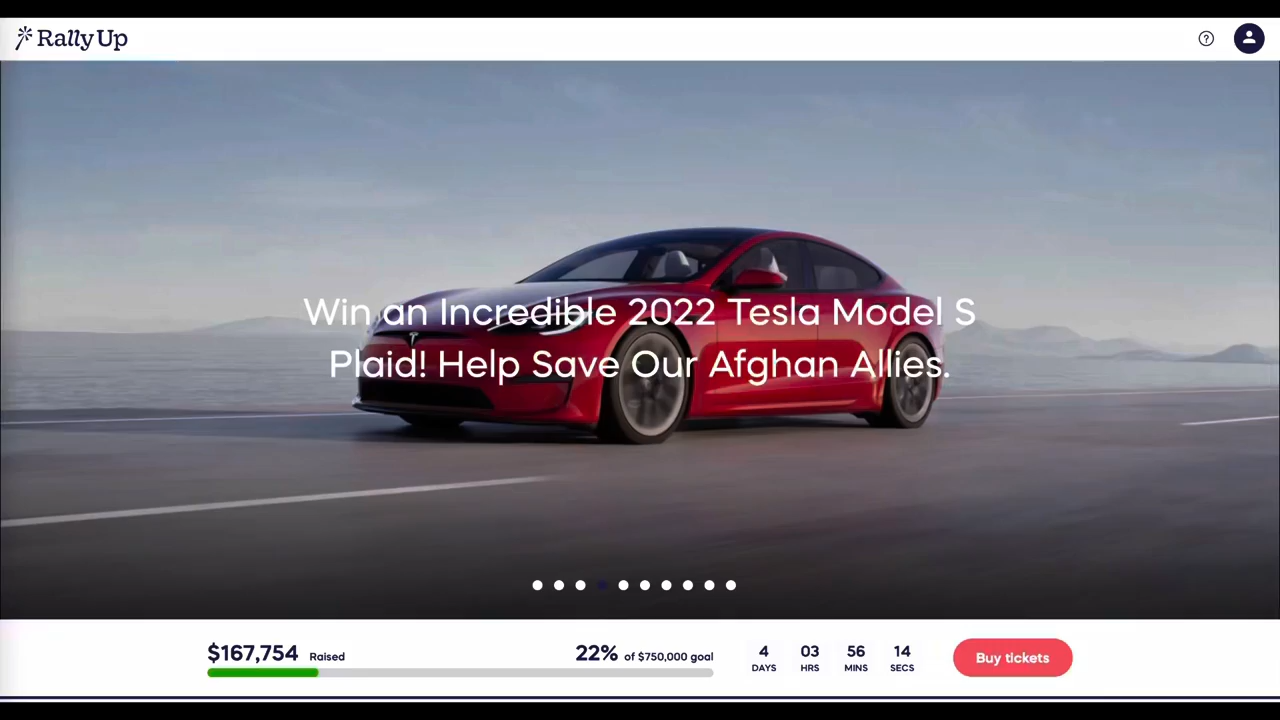 Rally Up
Win an Incredible 2022 Tesla Model S
Plaid! Help Save Our Afghan Allies.
$167,754 Raised
22% of $750,000 goal
4 03 56 14
DAYS HRS MINS SECS
Buy tickets